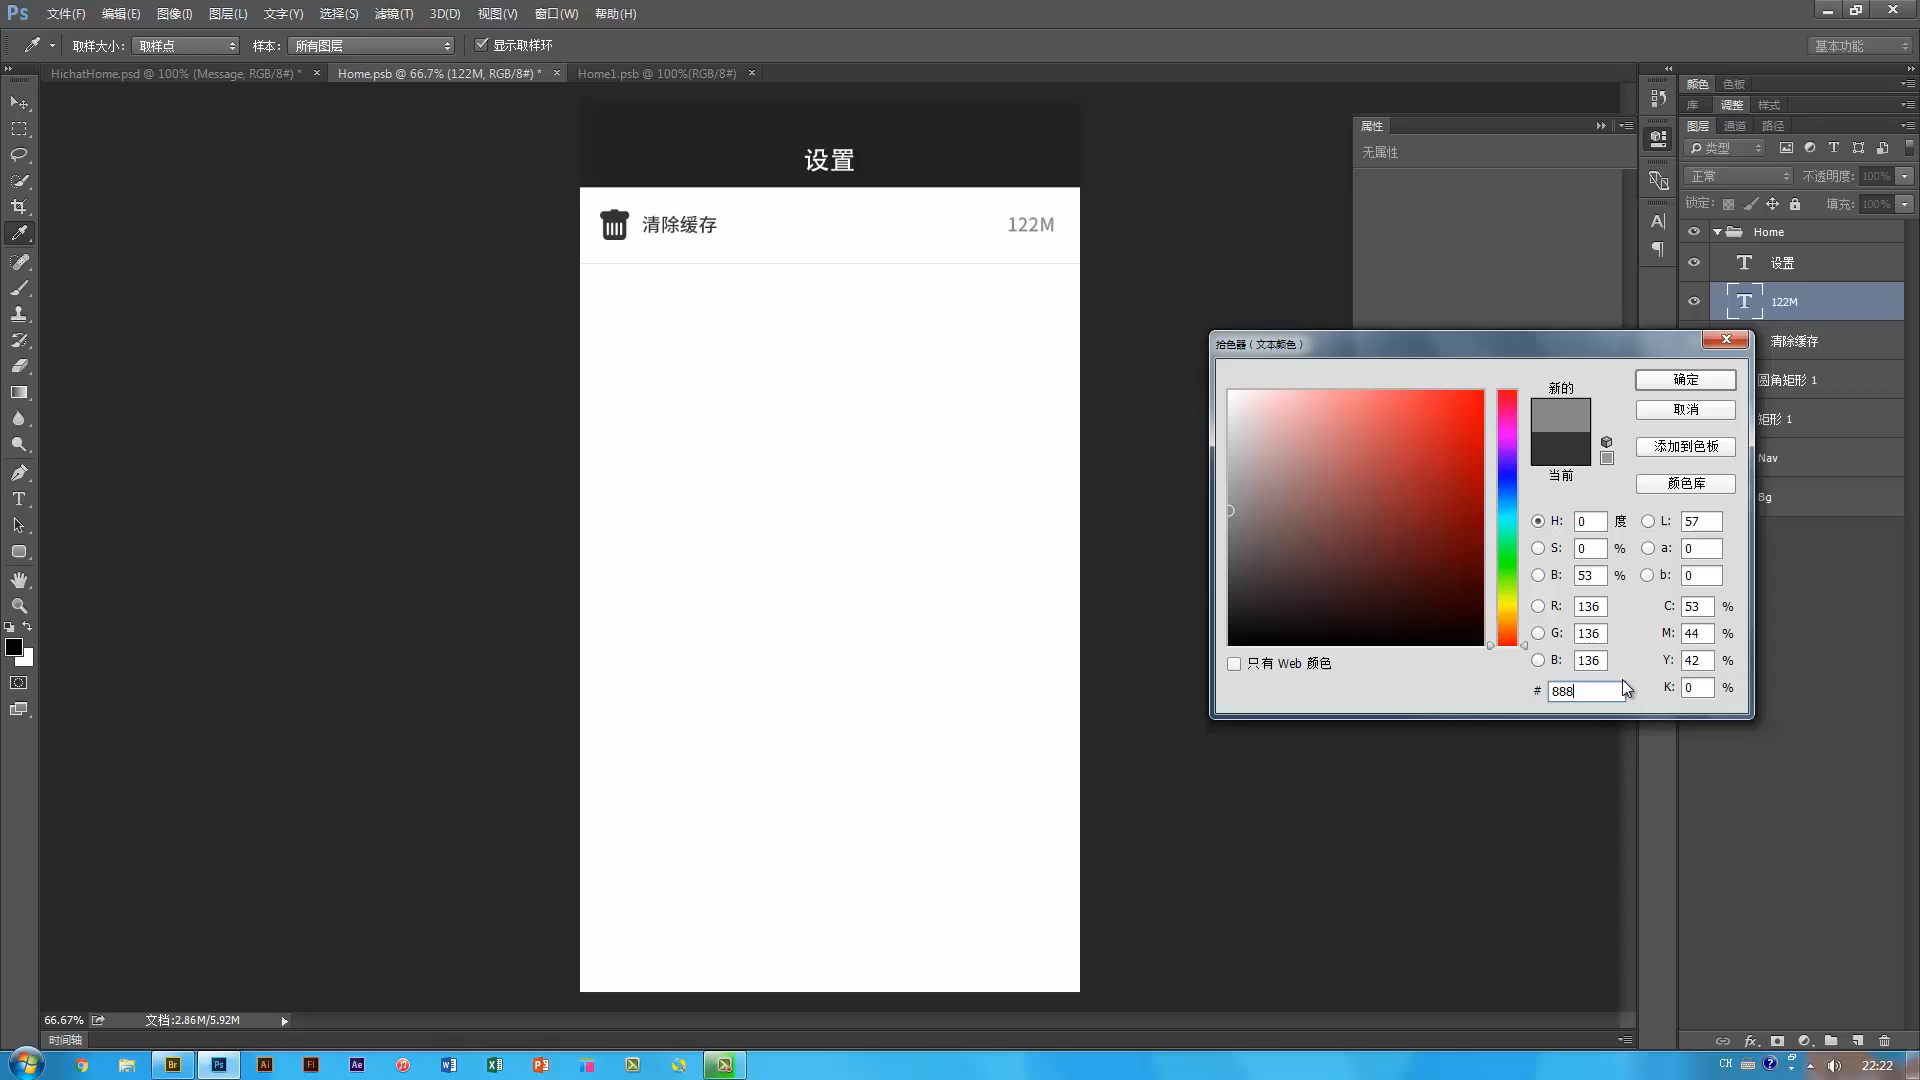 Ps 文件(F) 编辑(E) 图像(I) 图层(L) 文字(Y) 选择(S) 滤镜(T) 3D(D) 视图(V) 窗口(W) 帮助(H)
取样大小: 取样点 样本: 所有图层 显示取样环 基本功能
HichatHome.psd @ 100% (Message, RGB/8#) * × Home.psb @ 66.7% (122M, RGB/8#) * × Home1.psb @ 100%(RGB/8#) ×
颜色 色板
库 调整 样式
图层 通道 路径
属性
无属性
类型
正常 不透明度: 100%
锁定: 填充: 100%
Home
设置
122M
清除缓存
圆角矩形 1
矩形 1
Nav
Bg
设置
清除缓存 122M
拾色器（文本颜色）
新的
当前
确定
取消
添加到色板
颜色库
H: 0 度 L: 57
S: 0 % a: 0
B: 53 % b: 0
R: 136 C: 53 %
G: 136 M: 44 %
B: 136 Y: 42 %
# 888 K: 0 %
只有 Web 颜色
66.67% 文档:2.86M/5.92M
时间轴
Br Ps Ai Fl Ae
CH 22:22